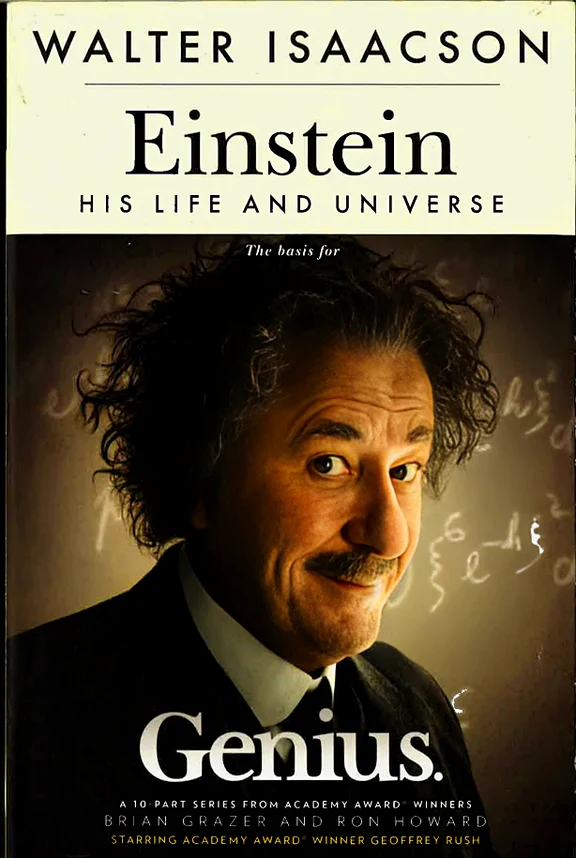 WALTER ISAACSON
Einstein
HIS LIFE AND UNIVERSE
The basis for
Genius.
A 10-PART SERIES FROM ACADEMY AWARD® WINNERS
BRIAN GRAZER AND RON HOWARD
STARRING ACADEMY AWARD® WINNER GEOFFREY RUSH